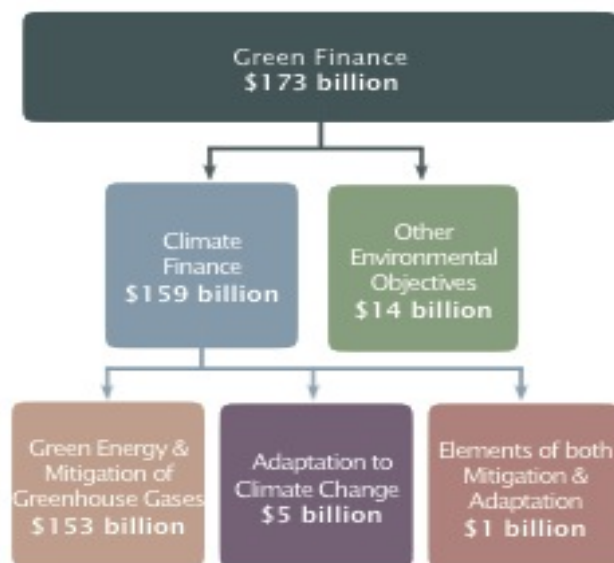 Green Finance
$173 billion
Climate
Finance
$159 billion
Other
Environmental
Objectives
$14 billion
Green Energy &
Mitigation of
Greenhouse Gases
$153 billion
Adaptation to
Climate Change
$5 billion
Elements of both
Mitigation &
Adaptation
$1 billion